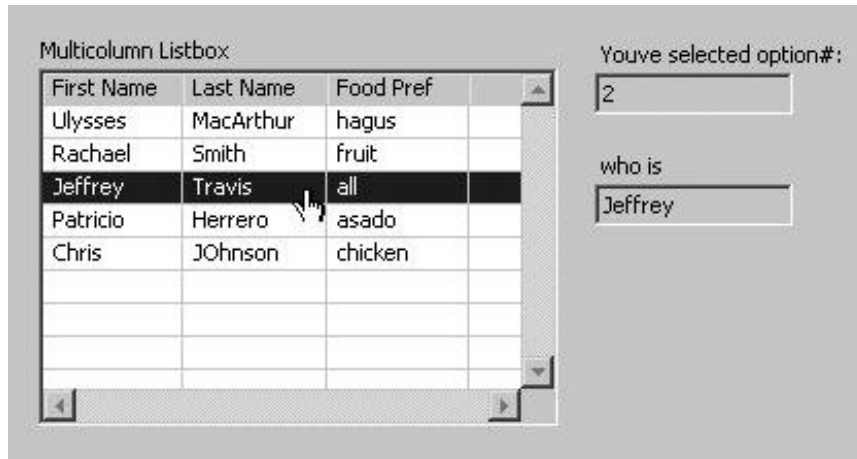 Multicolumn Listbox
First Name Last Name Food Pref
Ulysses MacArthur hagus
Rachael Smith fruit
Jeffrey Travis all
Patricio Herrero asado
Chris JOhnson chicken
Youve selected option#:
2
who is
Jeffrey